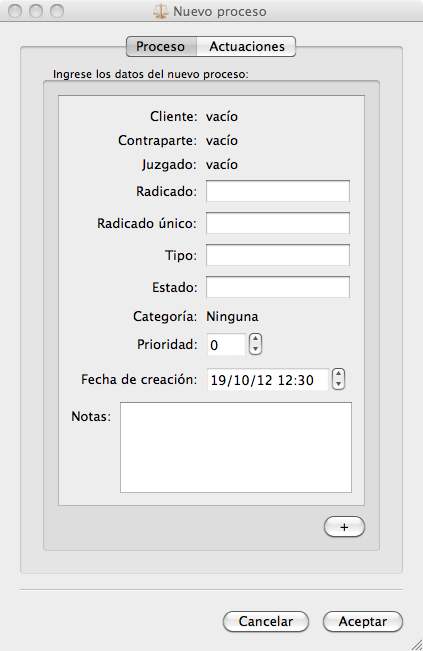 Nuevo proceso
Proceso Actuaciones
Ingrese los datos del nuevo proceso:
Cliente: vacío
Contraparte: vacío
Juzgado: vacío
Radicado:
Radicado único:
Tipo:
Estado:
Categoría: Ninguna
Prioridad: 0
Fecha de creación: 19/10/12 12:30
Notas:
+
Cancelar Aceptar